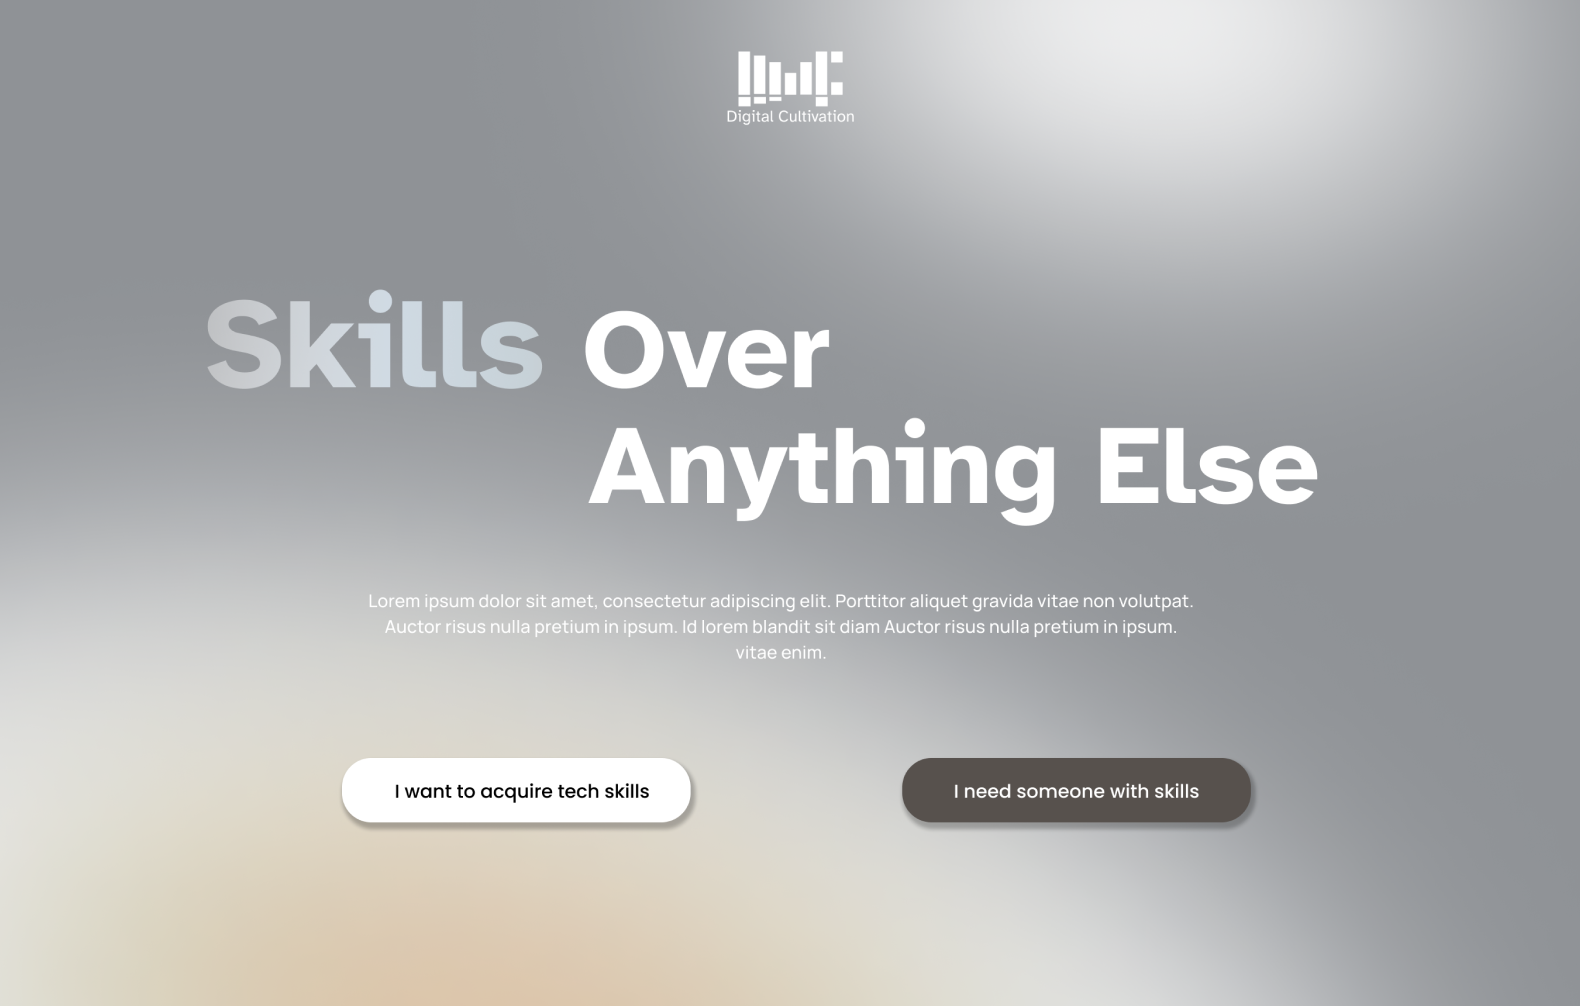 Digital Cultivation
Skills Over
Anything Else
Lorem ipsum dolor sit amet, consectetur adipiscing elit. Porttitor aliquet gravida vitae non volutpat.
Auctor risus nulla pretium in ipsum. Id lorem blandit sit diam Auctor risus nulla pretium in ipsum.
vitae enim.
I want to acquire tech skills
I need someone with skills